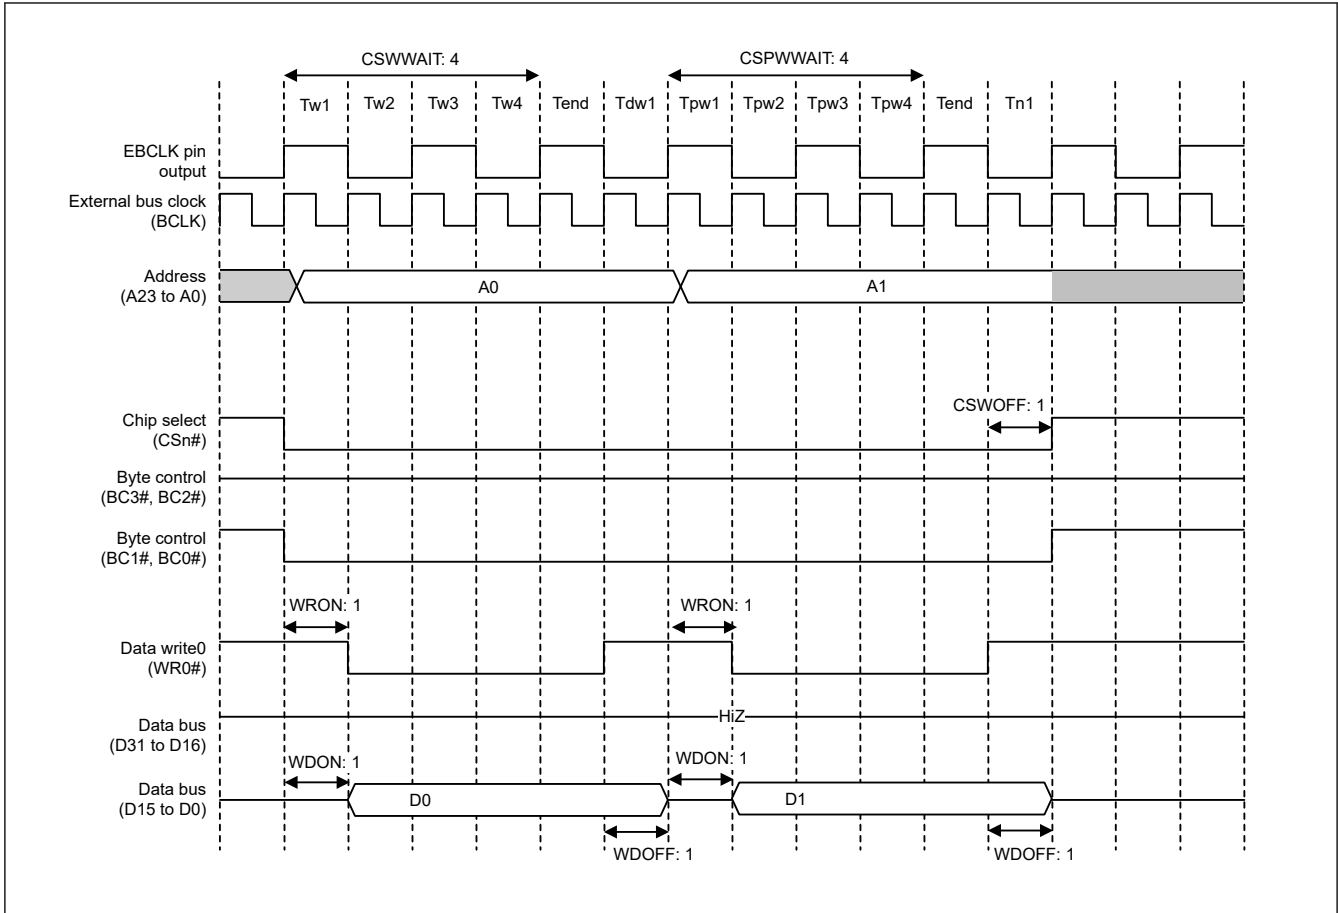 CSWWAIT: 4 CSPWWAIT: 4
Tw1 Tw2 Tw3 Tw4 Tend Tdw1 Tpw1 Tpw2 Tpw3 Tpw4 Tend Tn1
EBCLK pin
output
External bus clock
(BCLK)
Address
(A23 to A0)
A0 A1
Chip select
(CSn#)
CSWOFF: 1
Byte control
(BC3#, BC2#)
Byte control
(BC1#, BC0#)
WRON: 1 WRON: 1
Data write0
(WR0#)
Data bus
(D31 to D16)
HiZ
WDON: 1 WDON: 1
Data bus
(D15 to D0)
D0 D1
WDOFF: 1 WDOFF: 1